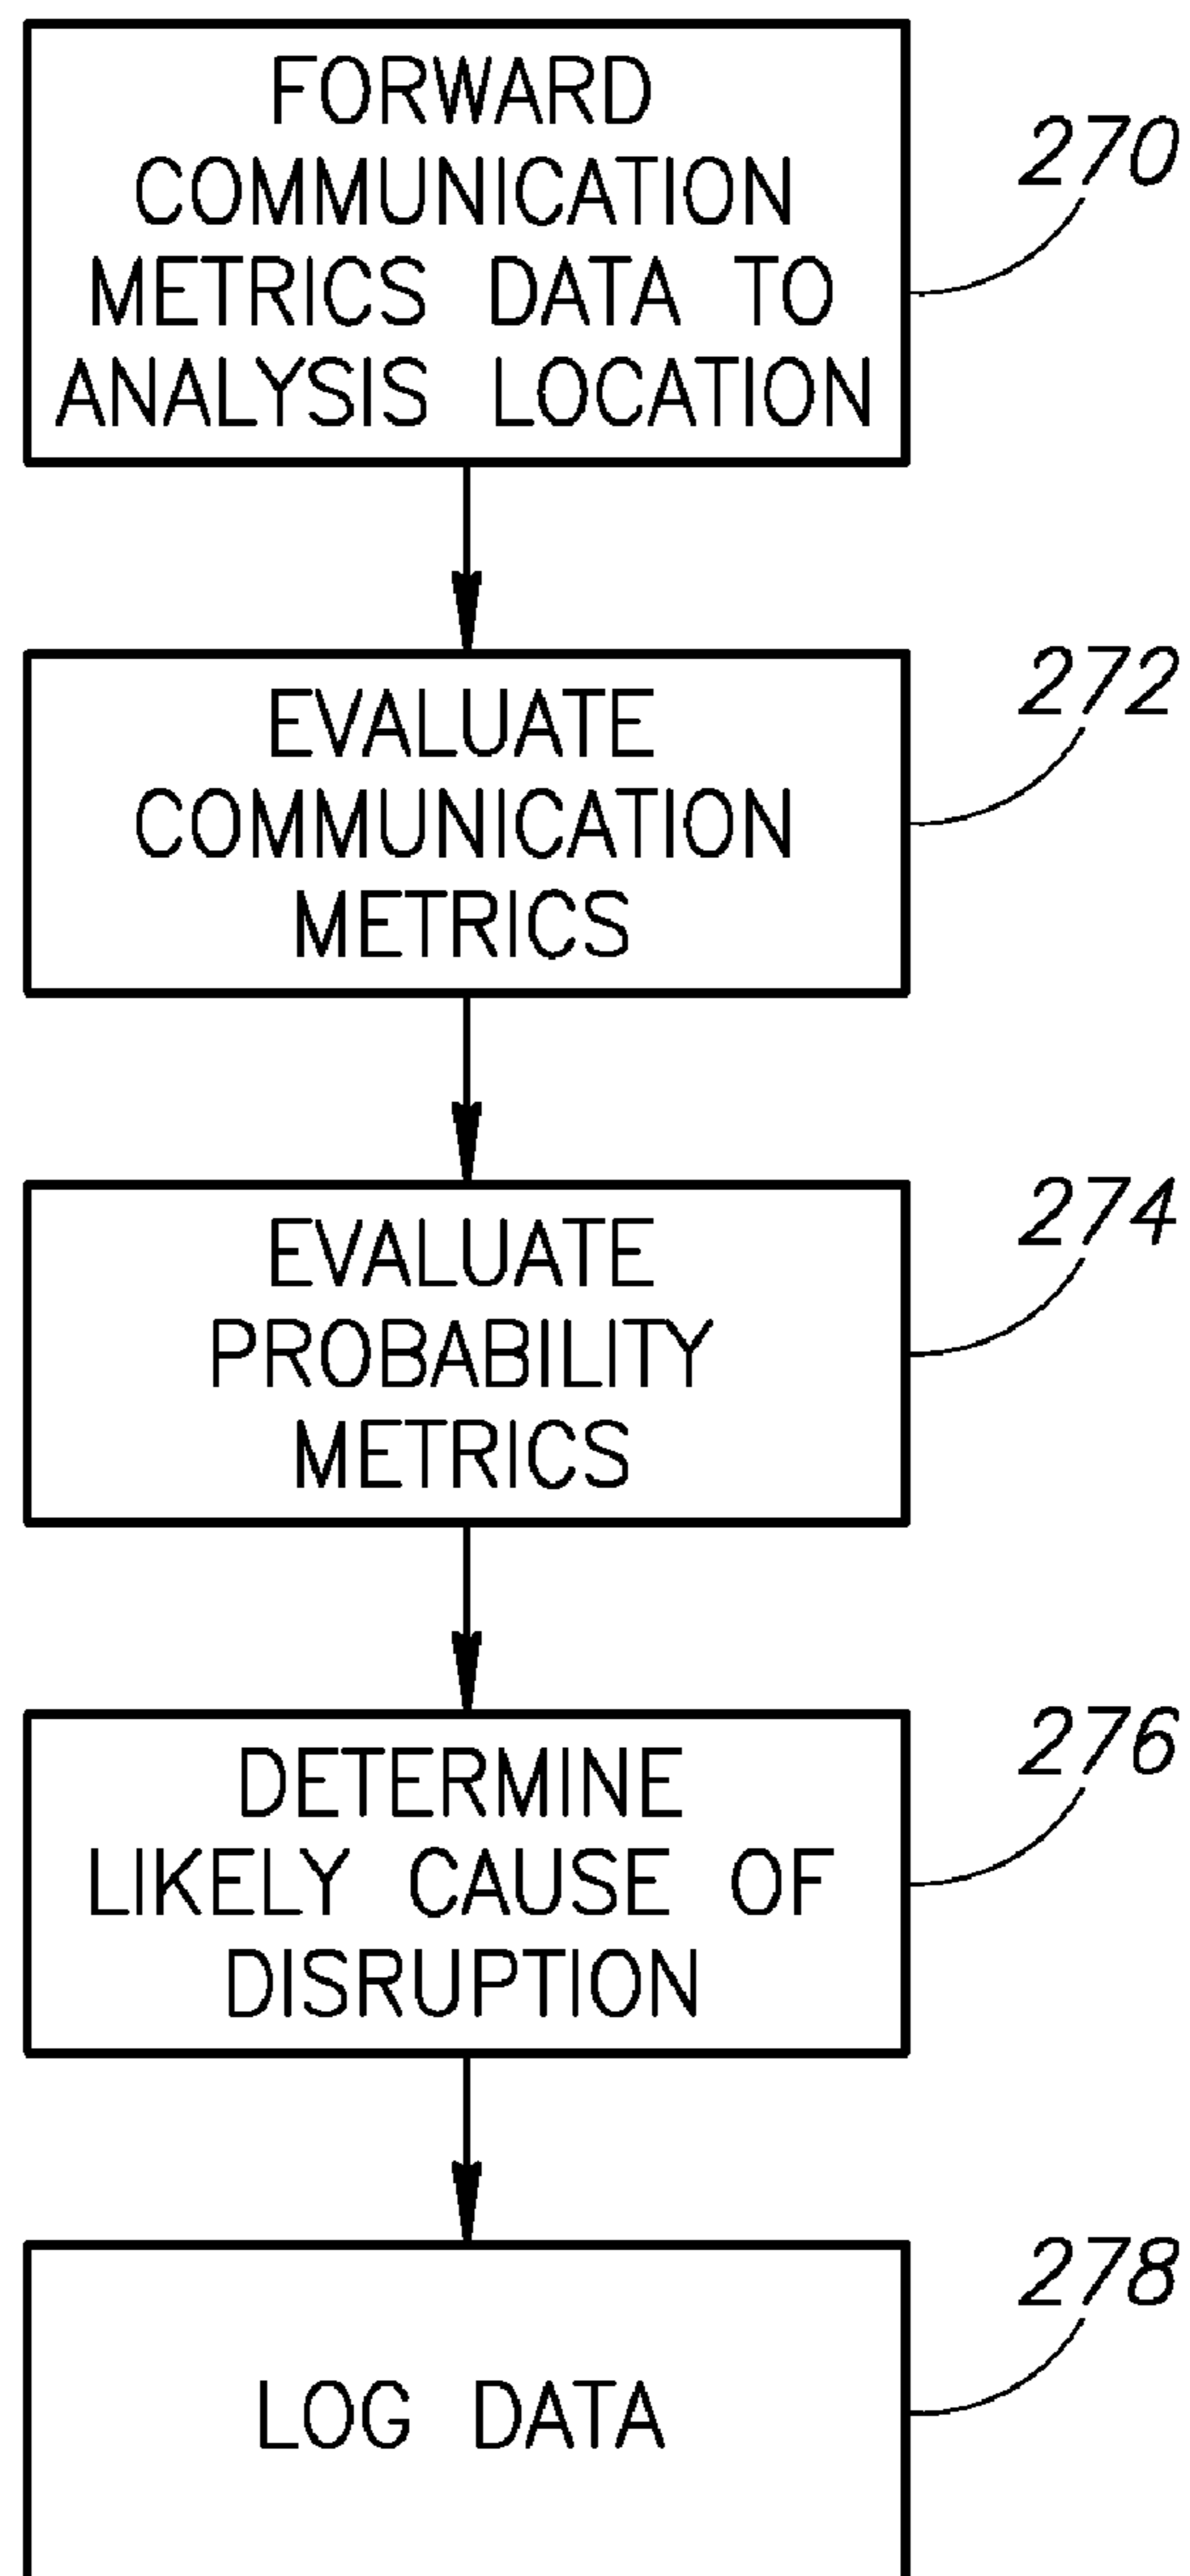 FORWARD
COMMUNICATION
METRICS DATA TO
ANALYSIS LOCATION
270
EVALUATE
COMMUNICATION
METRICS
272
EVALUATE
PROBABILITY
METRICS
274
DETERMINE
LIKELY CAUSE OF
DISRUPTION
276
LOG DATA
278